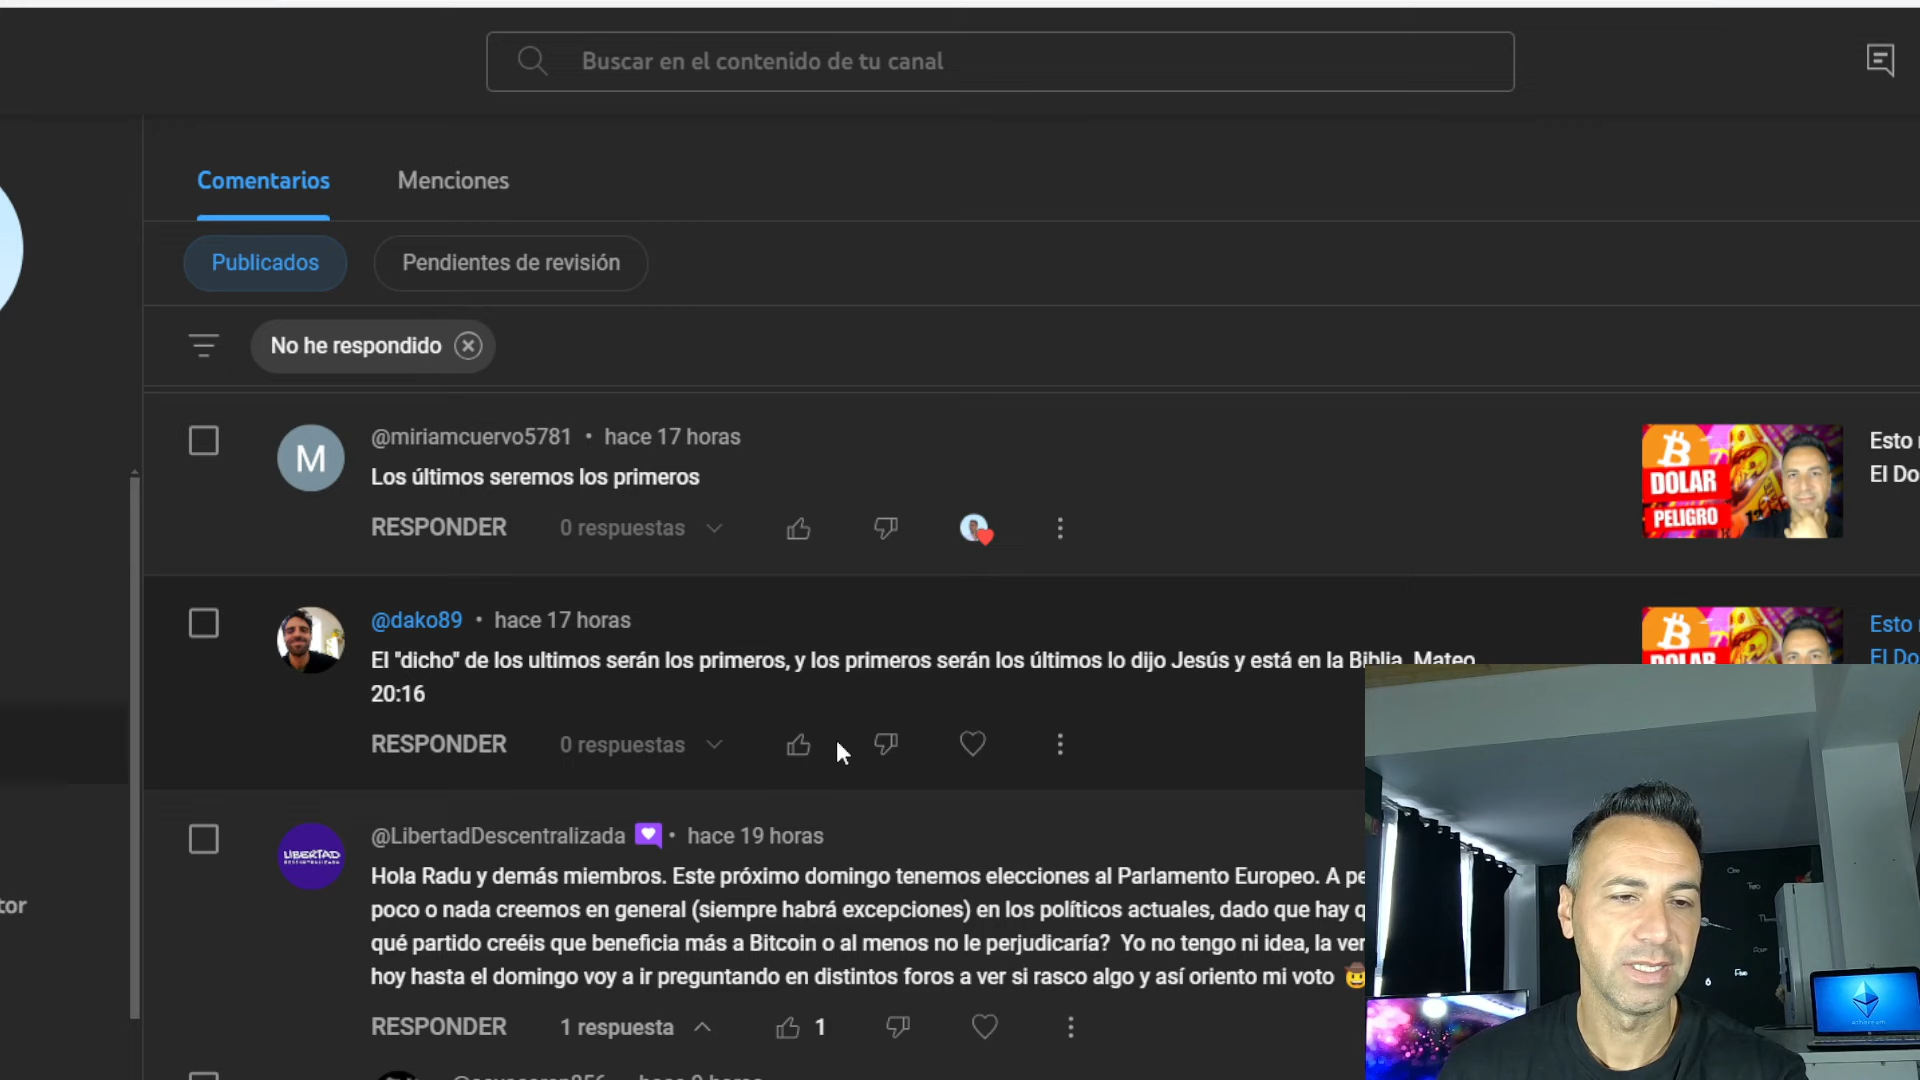 Buscar en el contenido de tu canal
Comentarios
Menciones
Publicados
Pendientes de revisión
No he respondido
M
@miriamcuervo5781 • hace 17 horas
Los últimos seremos los primeros
RESPONDER
0 respuestas
DOLAR
PELIGRO
Esto
El Do
@dako89 • hace 17 horas
El "dicho" de los ultimos serán los primeros, y los primeros serán los últimos lo dijo Jesús y está en la Biblia. Mateo
20:16
RESPONDER
0 respuestas
DOLAR
Esto
El Do
LIBERTAD
@LibertadDescentralizada • hace 19 horas
Hola Radu y demás miembros. Este próximo domingo tenemos elecciones al Parlamento Europeo. A pe
poco o nada creemos en general (siempre habrá excepciones) en los políticos actuales, dado que hay q
qué partido creéis que beneficia más a Bitcoin o al menos no le perjudicaría? Yo no tengo ni idea, la ver
hoy hasta el domingo voy a ir preguntando en distintos foros a ver si rasco algo y así oriento mi voto 🤠
RESPONDER
1 respuesta
1
tor